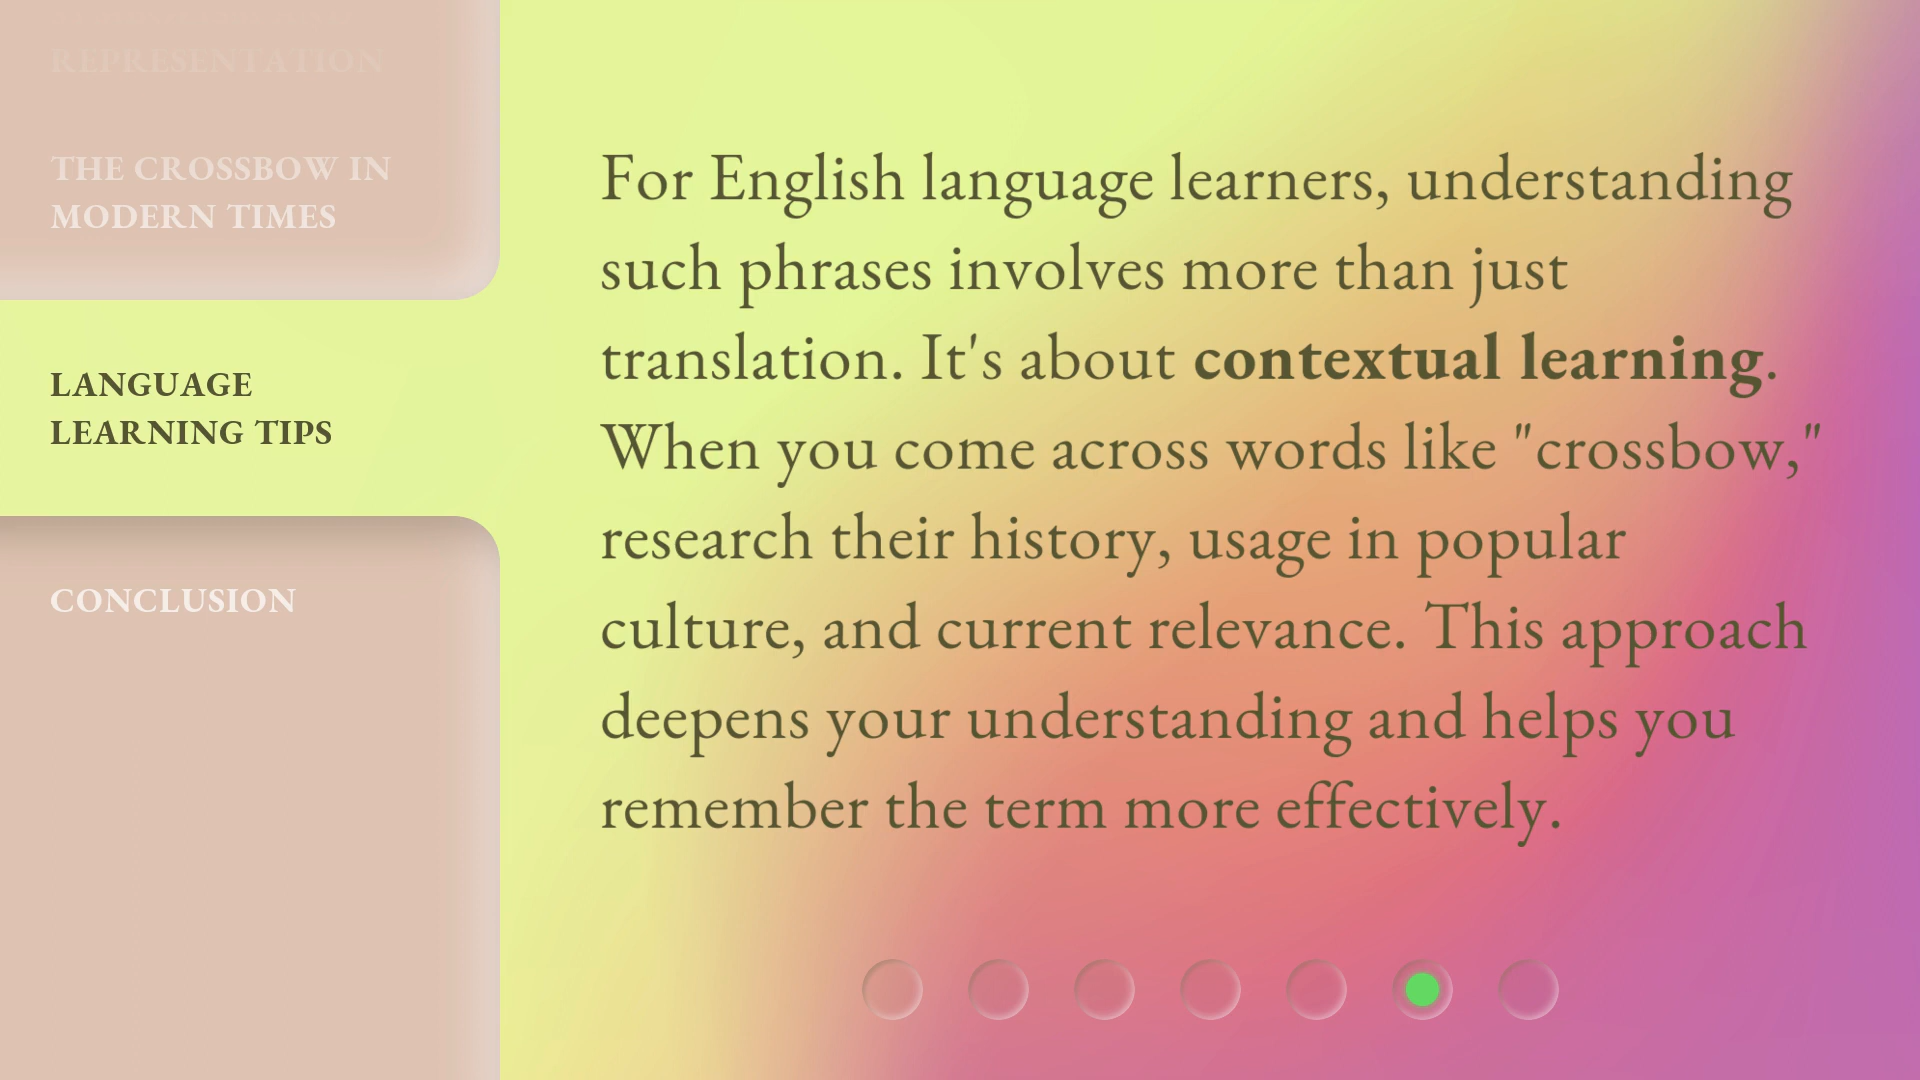 REPRESENTATION
THE CROSSBOW IN
MODERN TIMES
LANGUAGE
LEARNING TIPS
CONCLUSION
For English language learners, understanding
such phrases involves more than just
translation. It's about contextual learning.
When you come across words like "crossbow,"
research their history, usage in popular
culture, and current relevance. This approach
deepens your understanding and helps you
remember the term more effectively.